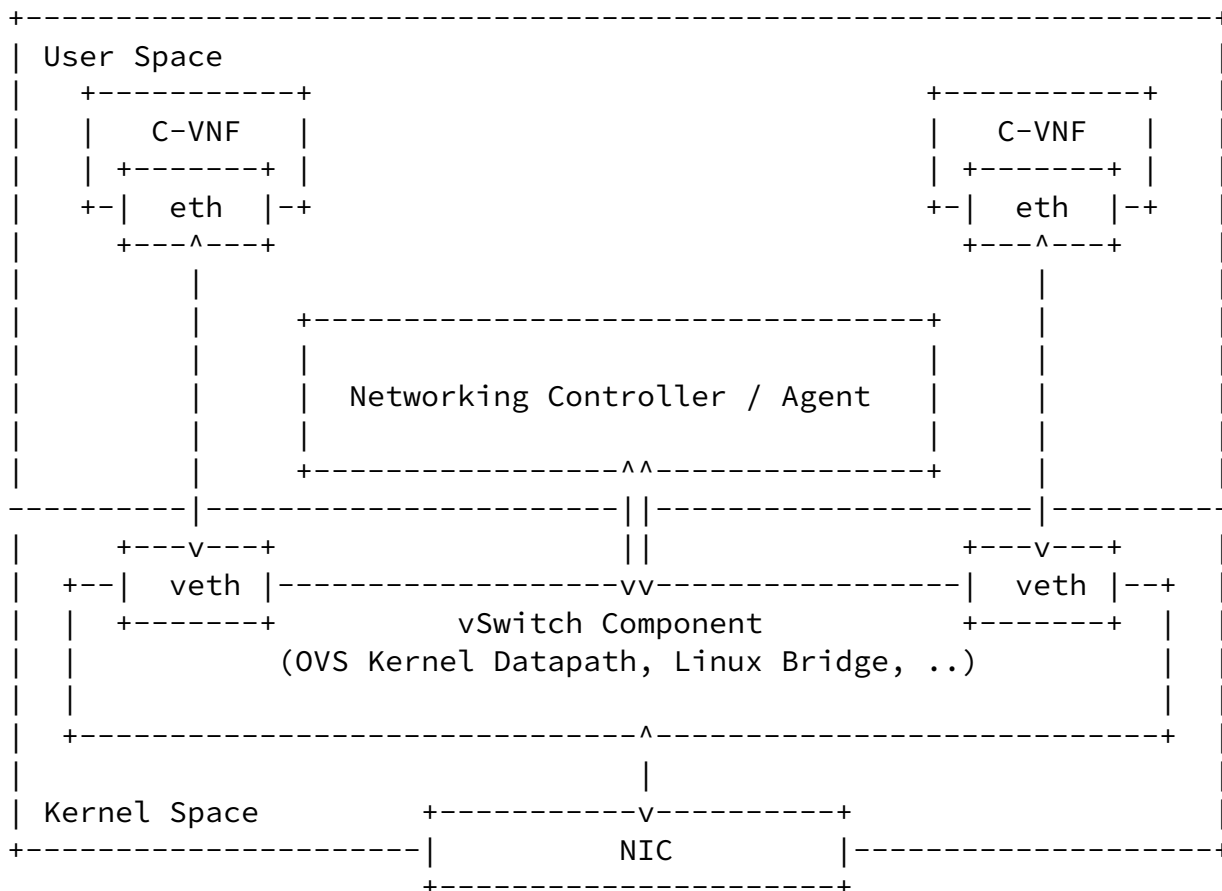 User Space
C-VNF C-VNF
eth eth
Networking Controller / Agent
veth veth
vSwitch Component
(OVS Kernel Datapath, Linux Bridge, ..)
Kernel Space
NIC